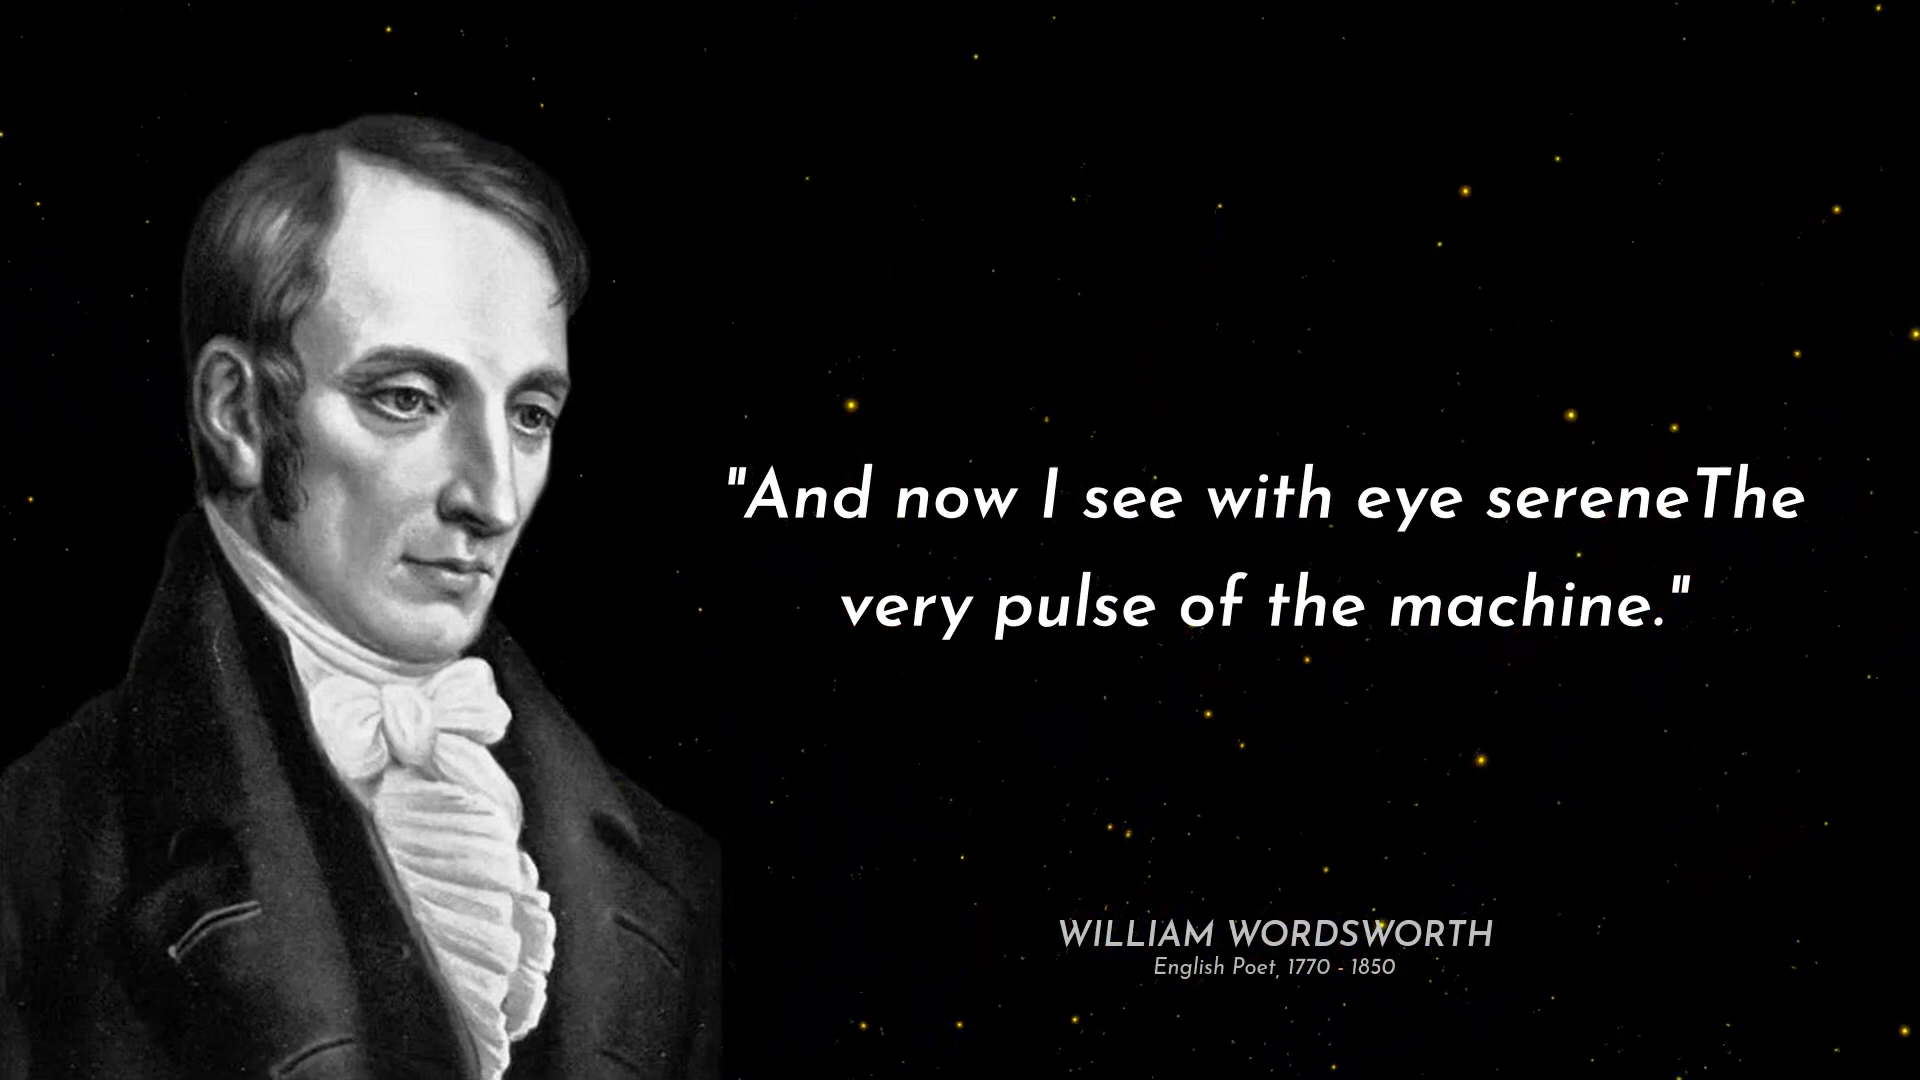 "And now I see with eye sereneThe
very pulse of the machine."
WILLIAM WORDSWORTH
English Poet, 1770 - 1850